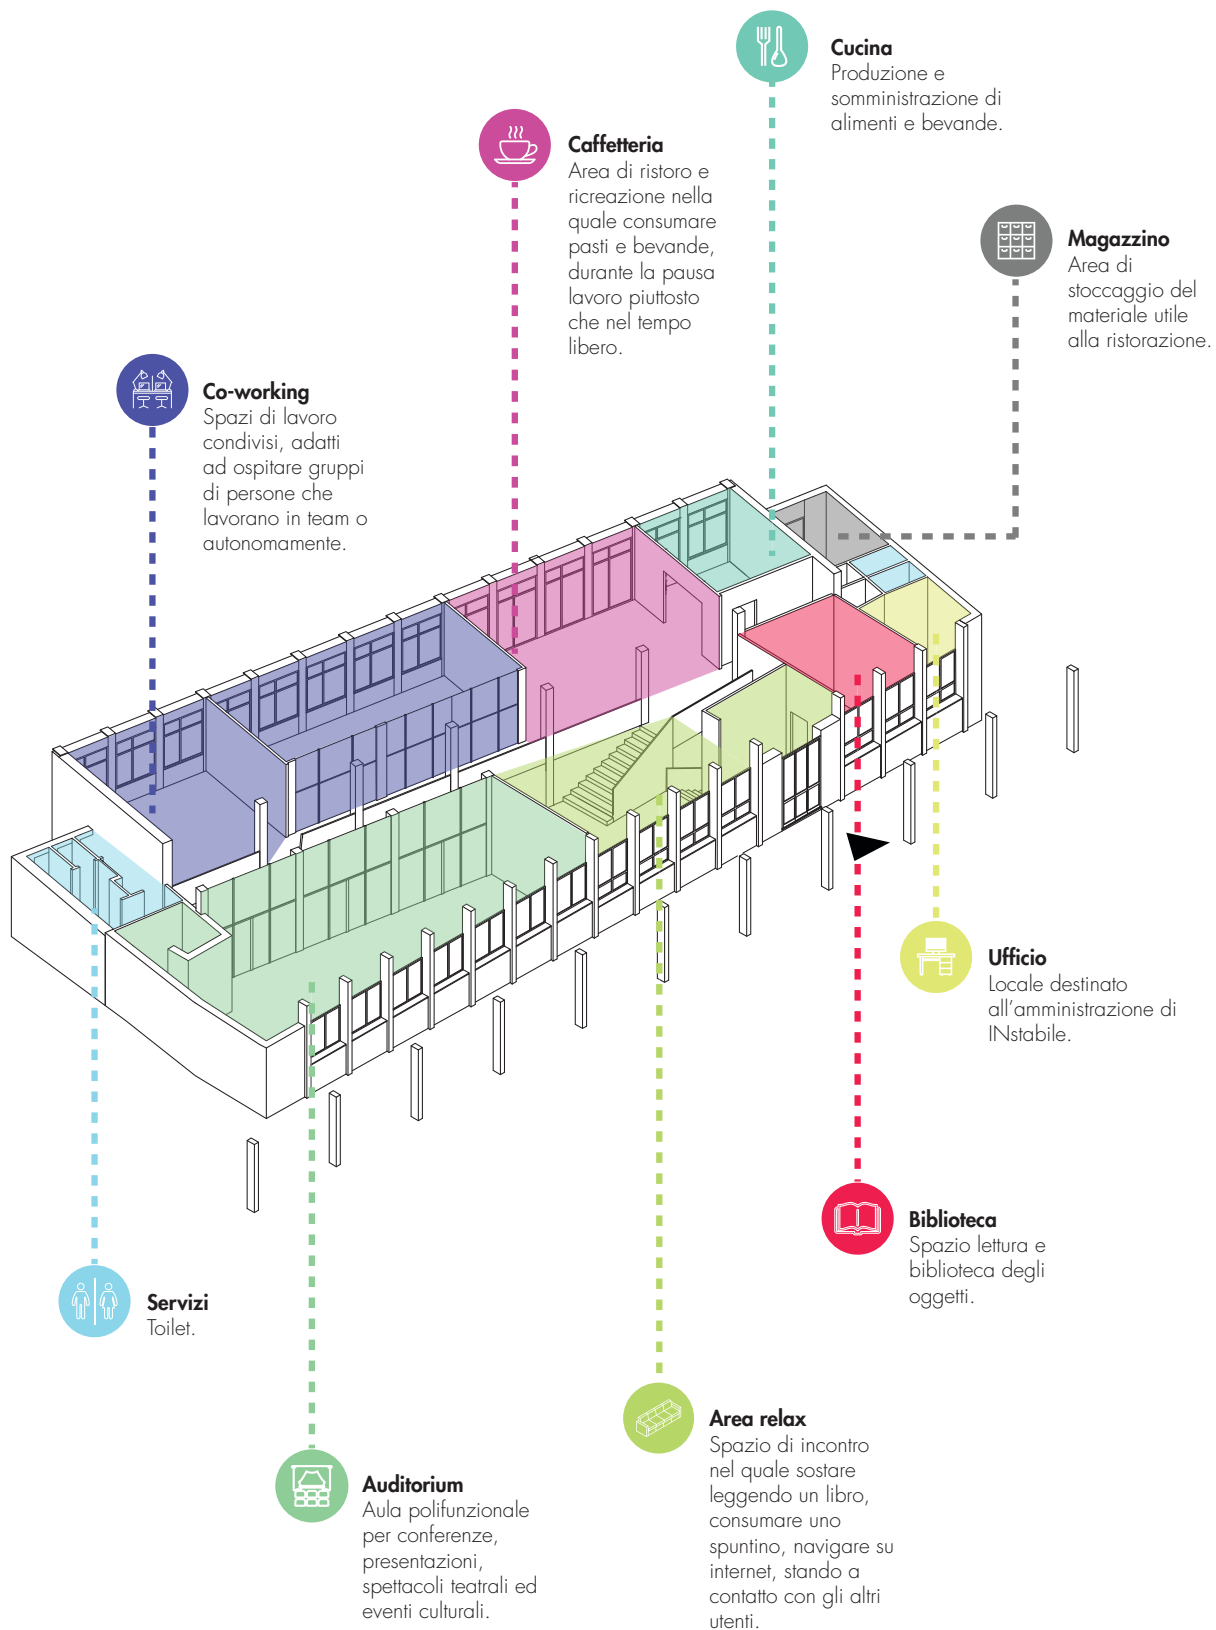 Cucina
Produzione e
somministrazione di
alimenti e bevande.
Caffetteria
Area di ristoro e
ricreazione nella
quale consumare
pasti e bevande,
durante la pausa
lavoro piuttosto
che nel tempo
libero.
Magazzino
Area di
stoccaggio del
materiale utile
alla ristorazione.
Co-working
Spazi di lavoro
condivisi, adatti
ad ospitare gruppi
di persone che
lavorano in team o
autonomamente.
Ufficio
Locale destinato
all’amministrazione di
INstabile.
Biblioteca
Spazio lettura e
biblioteca degli
oggetti.
Servizi
Toilet.
Area relax
Spazio di incontro
nel quale sostare
leggendo un libro,
consumare uno
spuntino, navigare su
internet, stando a
contatto con gli altri
utenti.
Auditorium
Aula polifunzionale
per conferenze,
presentazioni,
spettacoli teatrali ed
eventi culturali.